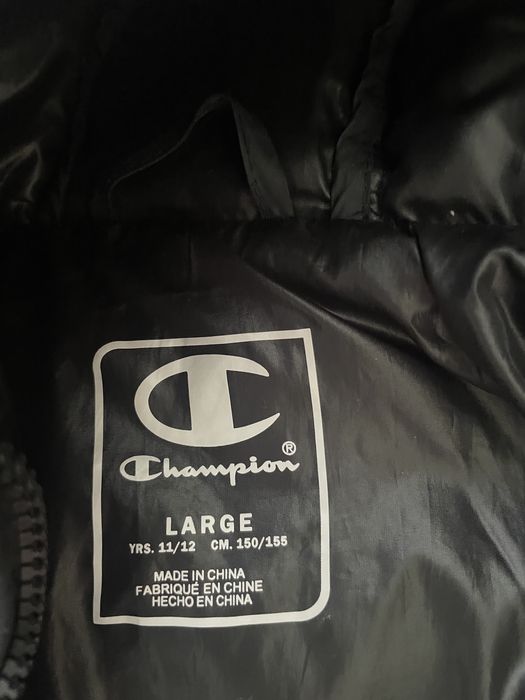 Champion®
LARGE
YRS. 11/12 CM. 150/155
MADE IN CHINA
FABRIQUÉ EN CHINE
HECHO EN CHINA